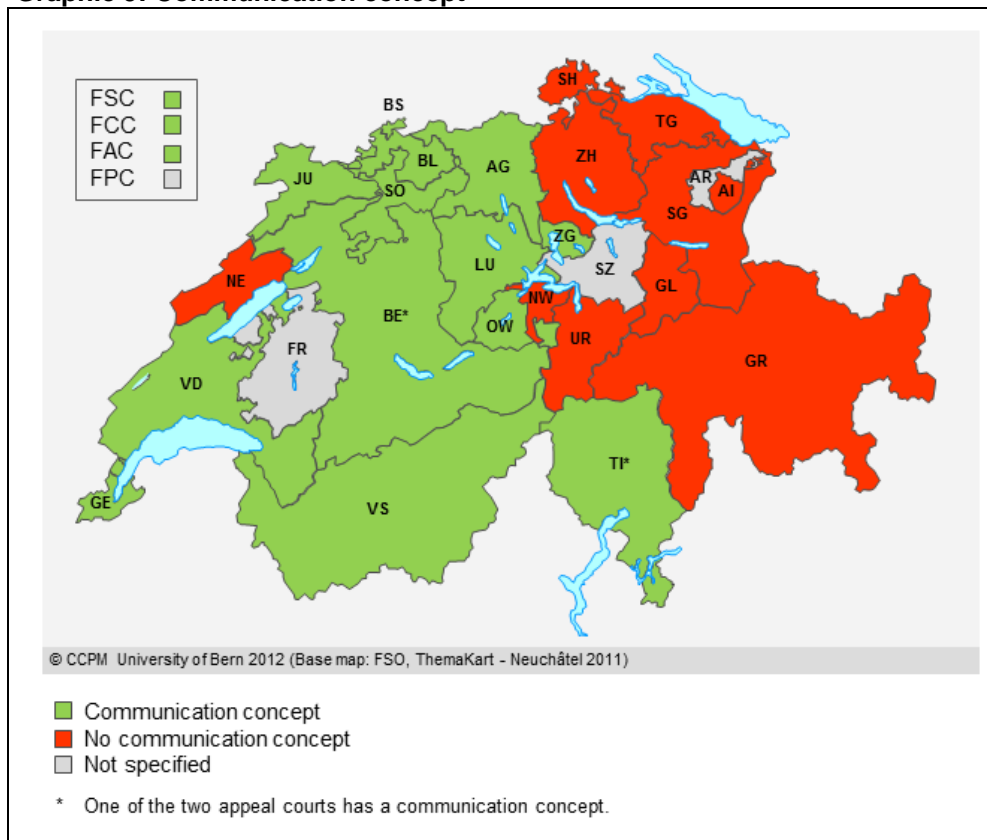 FSC
FCC
FAC
FPC
SH
BS
TG
BL
AG
ZH
JU
AR
SO
AI
SG
ZG
LU
SZ
NE
GL
NW
BE*
OW
UR
FR
GR
VD
TI*
GE
VS
© CCPM University of Bern 2012 (Base map: FSO, ThemaKart - Neuchâtel 2011)
Communication concept
No communication concept
Not specified
* One of the two appeal courts has a communication concept.